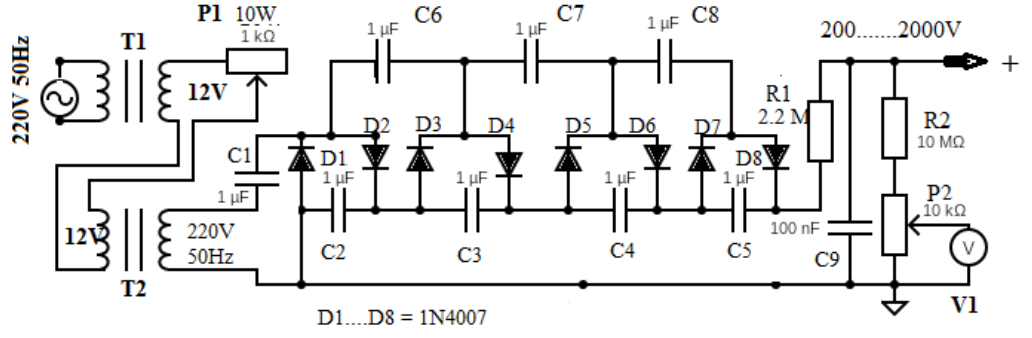 P1 10W
1 kΩ
220V 50Hz
T1
12V
C6
1 µF
C7
1 µF
C8
1 µF
200.......2000V
+
R1
2.2 M
R2
10 MΩ
D2
D3
D4
D5
D6
D7
C1
1 µF
D1
1 µF
1 µF
1 µF
D8
1 µF
P2
10 kΩ
12V
220V
50Hz
C2
C3
C4
C5
100 nF
C9
V
T2
V1
D1....D8 = 1N4007